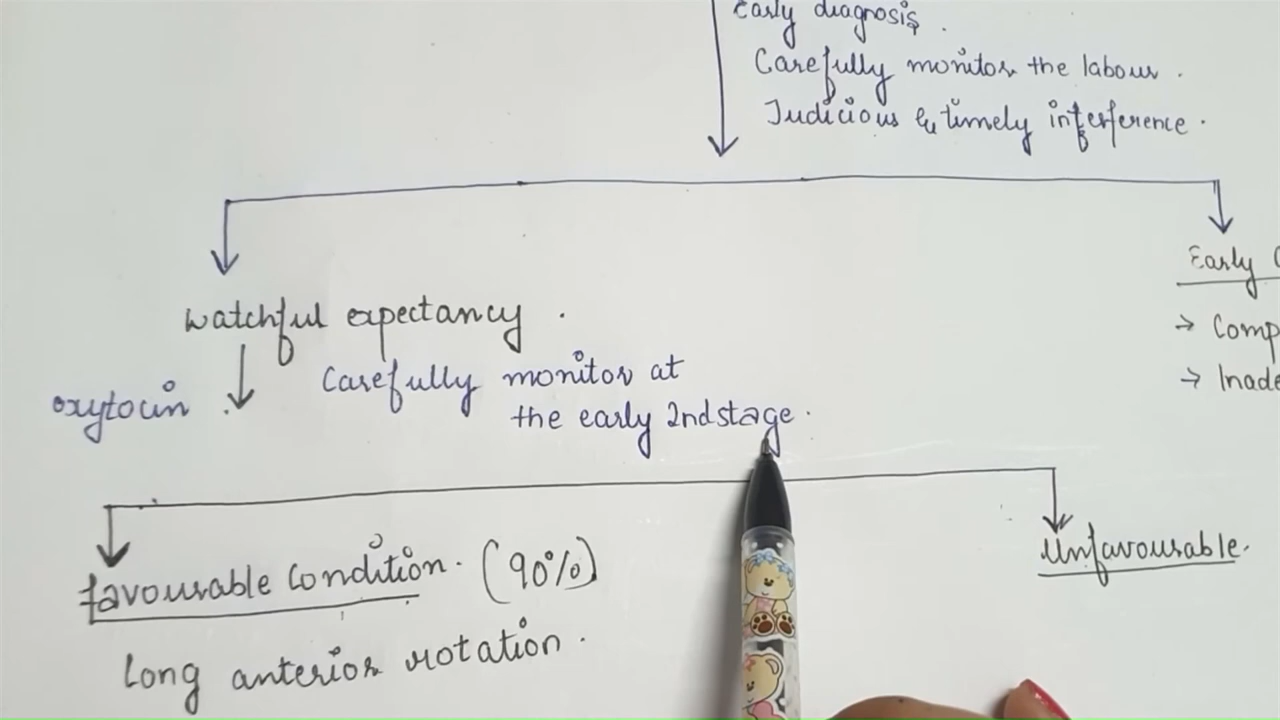 Early diagnosis.
Carefully monitor the labour.
Judicious & timely interference.
Early
→ Comp
→ Inade
Watchful expectancy.
oxytocin
Carefully monitor at
the early 2nd stage.
favourable Condition. (90%)
Unfavourable.
Long anterior rotation.